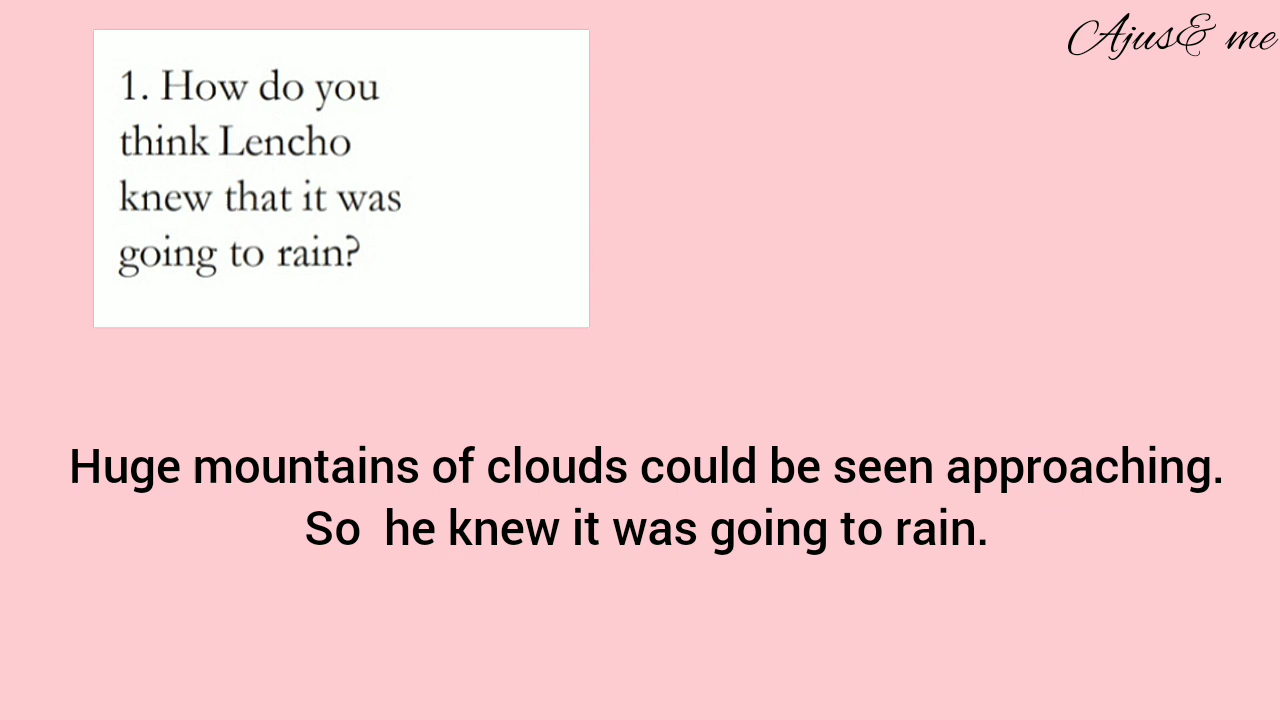 Ajus& me
1. How do you
think Lencho
knew that it was
going to rain?
Huge mountains of clouds could be seen approaching.
So  he knew it was going to rain.